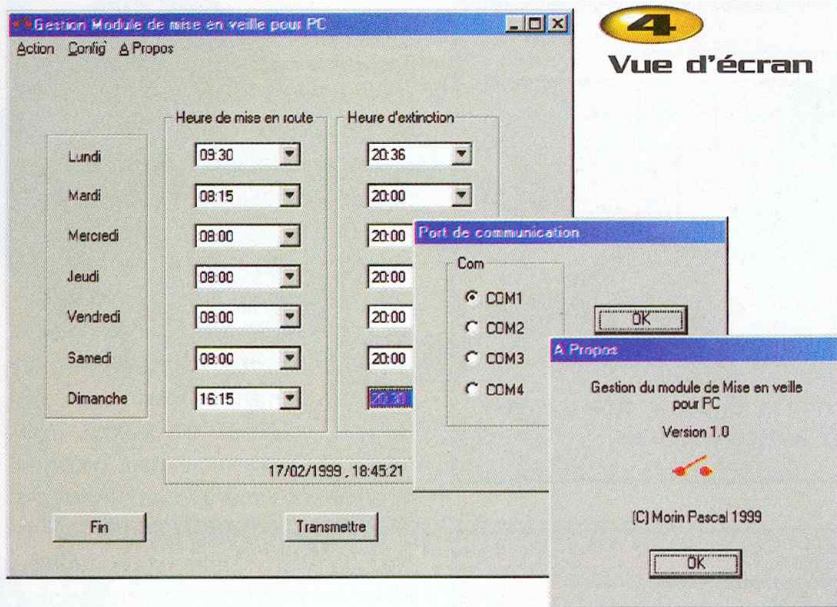 4
Vue d'écran
Gestion Module de mise en veille pour PC
Action Config A Propos
Heure de mise en route Heure d'extinction
Lundi 09:30 20:36
Mardi 08:15 20:00
Mercredi 08:00 20:00
Jeudi 08:00 20:00
Vendredi 08:00 20:00
Samedi 08:00 20:00
Dimanche 16:15 20:30
17/02/1999 , 18:45:21
Fin Transmettre
Port de communication
Com
COM1
COM2
COM3
COM4
OK
A Propos
Gestion du module de Mise en veille
pour PC
Version 1.0
(C) Morin Pascal 1999
OK